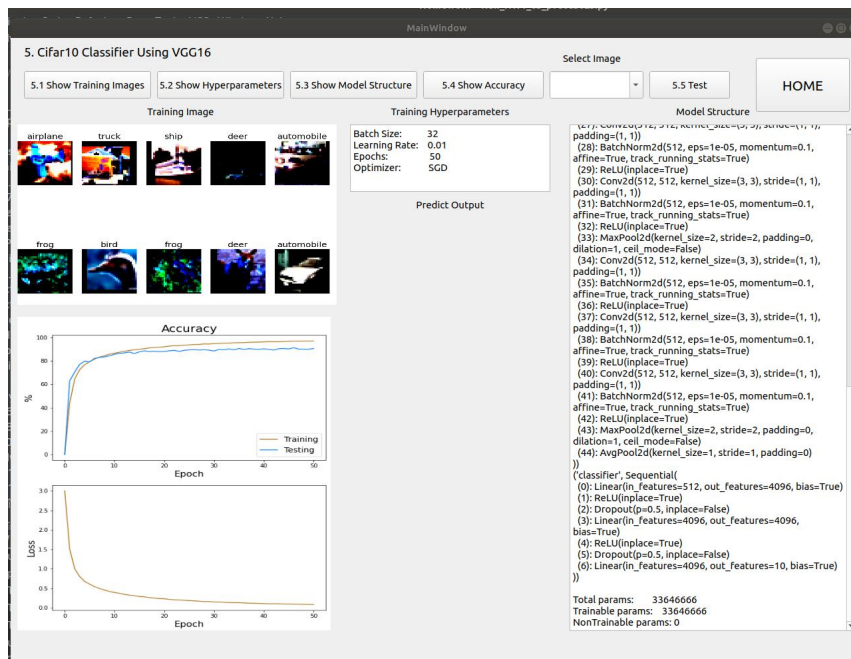 MainWindow
5. Cifar10 Classifier Using VGG16
Select Image
5.1 Show Training Images
5.2 Show Hyperparameters
5.3 Show Model Structure
5.4 Show Accuracy
5.5 Test
HOME
Training Image
airplane truck ship deer automobile
frog bird frog deer automobile
Training Hyperparameters
Batch Size: 32
Learning Rate: 0.01
Epochs: 50
Optimizer: SGD
Predict Output
Accuracy
100
80
60
40
20
0
%
0 10 20 30 40 50
Epoch
Training
Testing
3.0
2.5
2.0
1.5
1.0
0.5
0.0
Loss
0 10 20 30 40 50
Epoch
Model Structure
padding=(1, 1))
(28): BatchNorm2d(512, eps=1e-05, momentum=0.1,
affine=True, track_running_stats=True)
(29): ReLU(inplace=True)
(30): Conv2d(512, 512, kernel_size=(3, 3), stride=(1, 1),
padding=(1, 1))
(31): BatchNorm2d(512, eps=1e-05, momentum=0.1,
affine=True, track_running_stats=True)
(32): ReLU(inplace=True)
(33): MaxPool2d(kernel_size=2, stride=2, padding=0,
dilation=1, ceil_mode=False)
(34): Conv2d(512, 512, kernel_size=(3, 3), stride=(1, 1),
padding=(1, 1))
(35): BatchNorm2d(512, eps=1e-05, momentum=0.1,
affine=True, track_running_stats=True)
(36): ReLU(inplace=True)
(37): Conv2d(512, 512, kernel_size=(3, 3), stride=(1, 1),
padding=(1, 1))
(38): BatchNorm2d(512, eps=1e-05, momentum=0.1,
affine=True, track_running_stats=True)
(39): ReLU(inplace=True)
(40): Conv2d(512, 512, kernel_size=(3, 3), stride=(1, 1),
padding=(1, 1))
(41): BatchNorm2d(512, eps=1e-05, momentum=0.1,
affine=True, track_running_stats=True)
(42): ReLU(inplace=True)
(43): MaxPool2d(kernel_size=2, stride=2, padding=0,
dilation=1, ceil_mode=False)
(44): AvgPool2d(kernel_size=1, stride=1, padding=0)
))
('classifier', Sequential(
(0): Linear(in_features=512, out_features=4096, bias=True)
(1): ReLU(inplace=True)
(2): Dropout(p=0.5, inplace=False)
(3): Linear(in_features=4096, out_features=4096,
bias=True)
(4): ReLU(inplace=True)
(5): Dropout(p=0.5, inplace=False)
(6): Linear(in_features=4096, out_features=10, bias=True)
))
Total params: 33646666
Trainable params: 33646666
NonTrainable params: 0